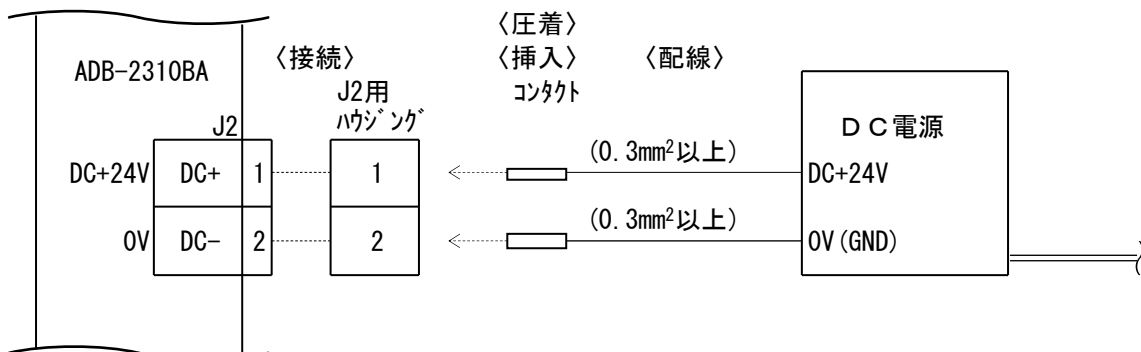 〈圧着〉
〈接続〉 〈挿入〉 〈配線〉
ADB-2310BA
J2用 コンタクト
ハウジング
J2
DC電源
(0.3mm²以上)
DC+24V DC+ 1 1 DC+24V
(0.3mm²以上)
0V DC- 2 2 0V(GND)